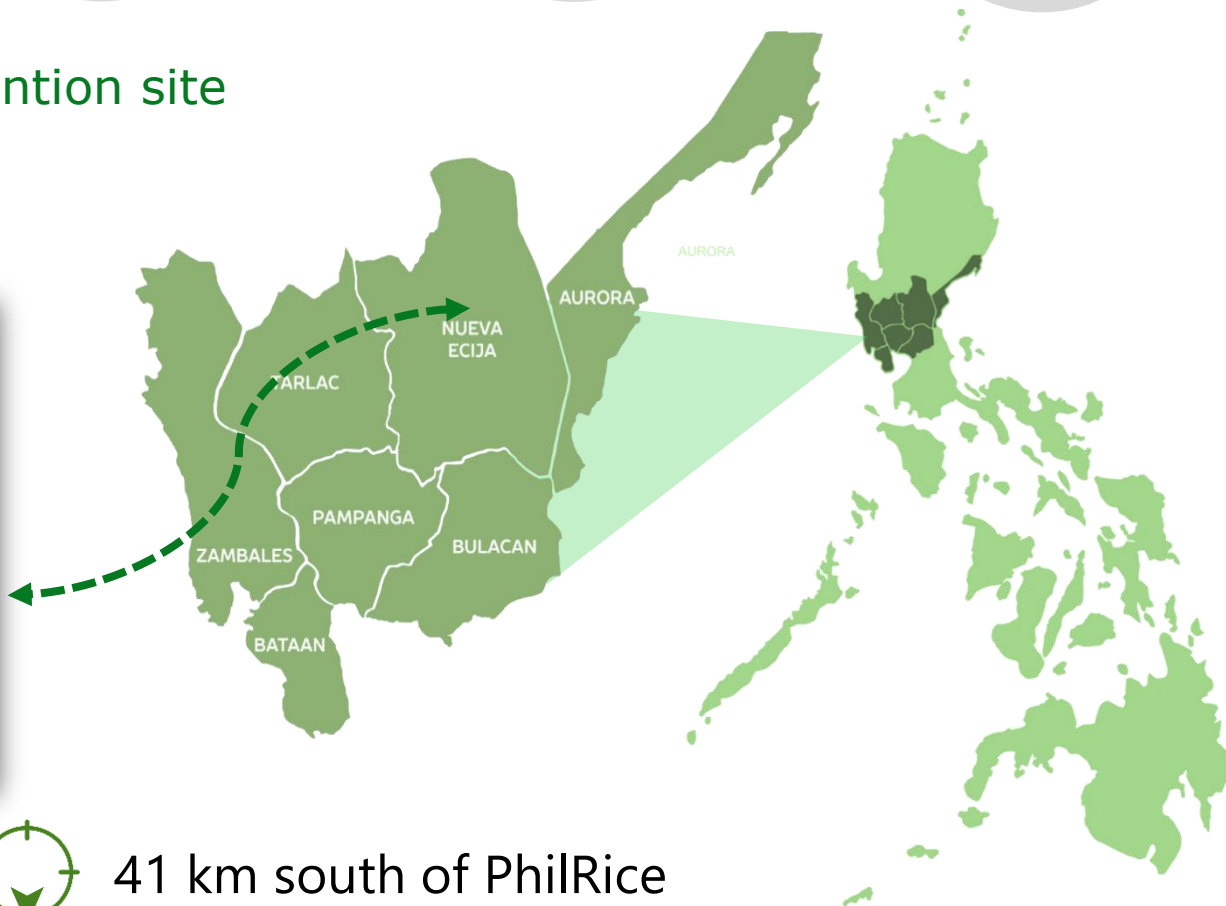 ntion site
AURORA
AURORA
NUEVA
ECIJA
TARLAC
PAMPANGA
BULACAN
ZAMBALES
BATAAN
41 km south of PhilRice